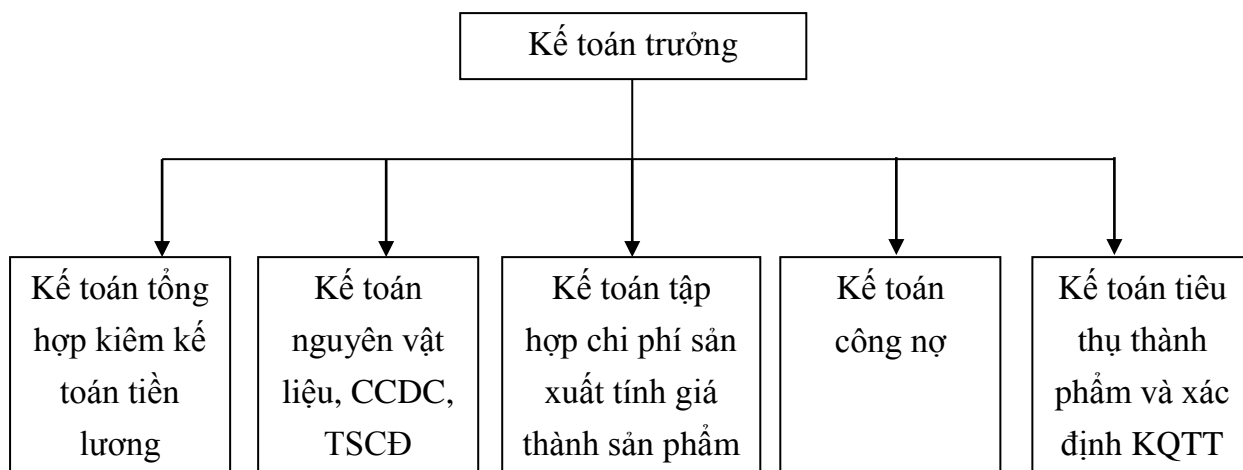 Kế toán trưởng
Kế toán tổng
hợp kiêm kế
toán tiền
lương
Kế toán
nguyên vật
liệu, CCDC,
TSCĐ
Kế toán tập
hợp chi phí sản
xuất tính giá
thành sản phẩm
Kế toán
công nợ
Kế toán tiêu
thụ thành
phẩm và xác
định KQTT